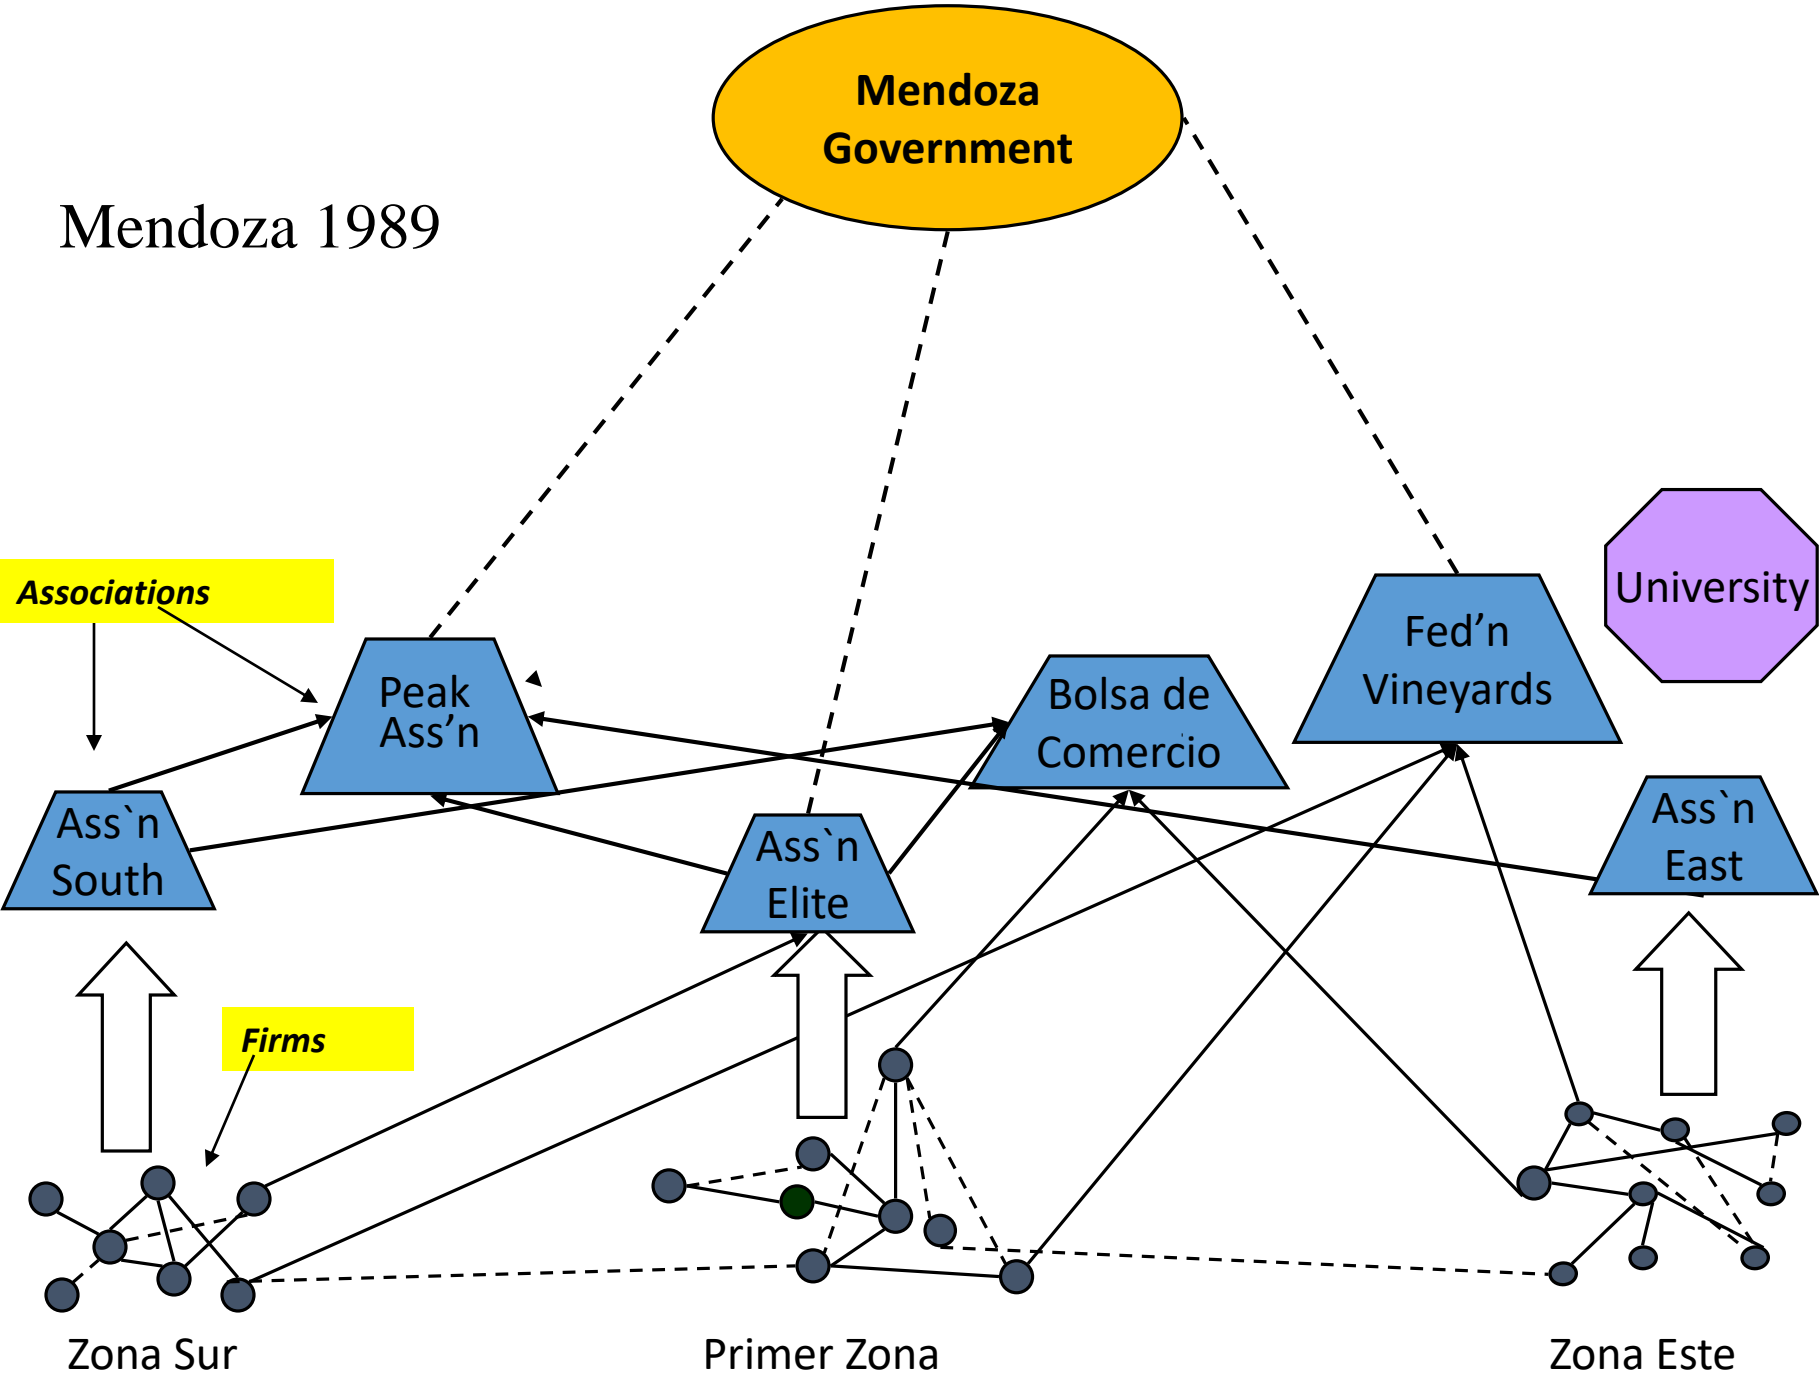 Mendoza
Government
Mendoza 1989
Associations
University
Fed’n
Vineyards
Peak
Ass’n
Bolsa de
Comercio
Ass`n
South
Ass`n
Elite
Ass`n
East
Firms
Zona Sur
Primer Zona
Zona Este